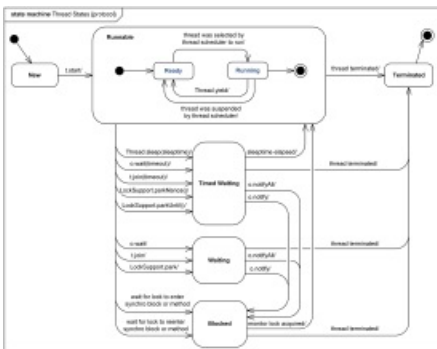 state machine Thread States {protocol}
Runnable
thread was selected by
thread scheduler to run/
New
t.start/
Ready
Running
thread terminated/
Terminated
Thread.yield/
thread was suspended
by thread scheduler/
Thread.sleep(sleeptime)/
sleeptime elapsed/
o.wait(timeout)/
thread terminated/
t.join(timeout)/
Timed Waiting
o.notifyAll/
LockSupport.parkNanos()/
o.notify/
LockSupport.parkUntil()/
o.wait/
o.notifyAll/
thread terminated/
t.join/
Waiting
LockSupport.park/
o.notify/
wait for lock to enter
synchro block or method
Blocked
wait for lock to reenter
synchro block or method
monitor lock acquired/
thread terminated/